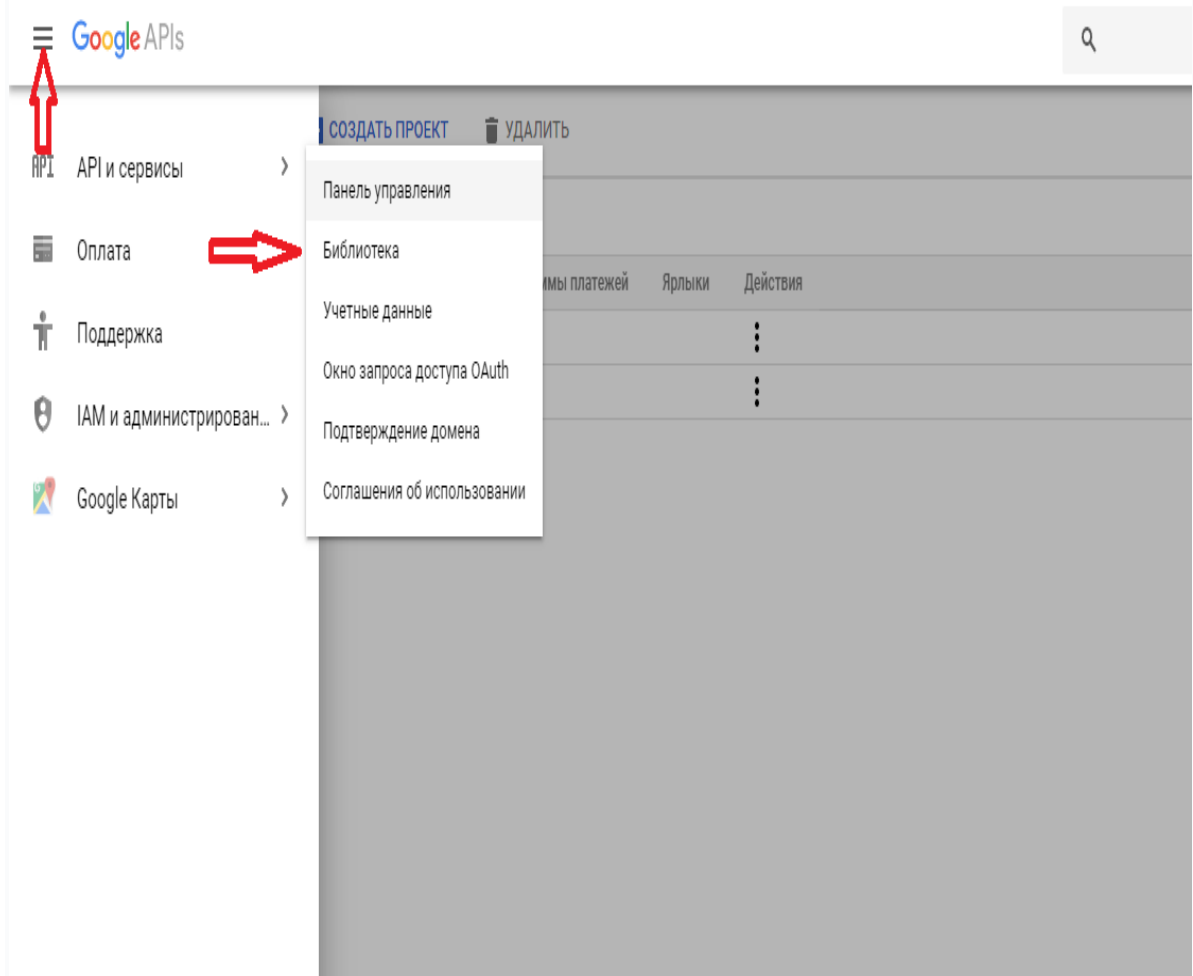 Google APIs
СОЗДАТЬ ПРОЕКТ УДАЛИТЬ
API API и сервисы
Оплата
Поддержка
IAM и администрирован...
Google Карты
Панель управления
Библиотека
Учетные данные
Окно запроса доступа OAuth
Подтверждение домена
Соглашения об использовании
платежей Ярлыки Действия